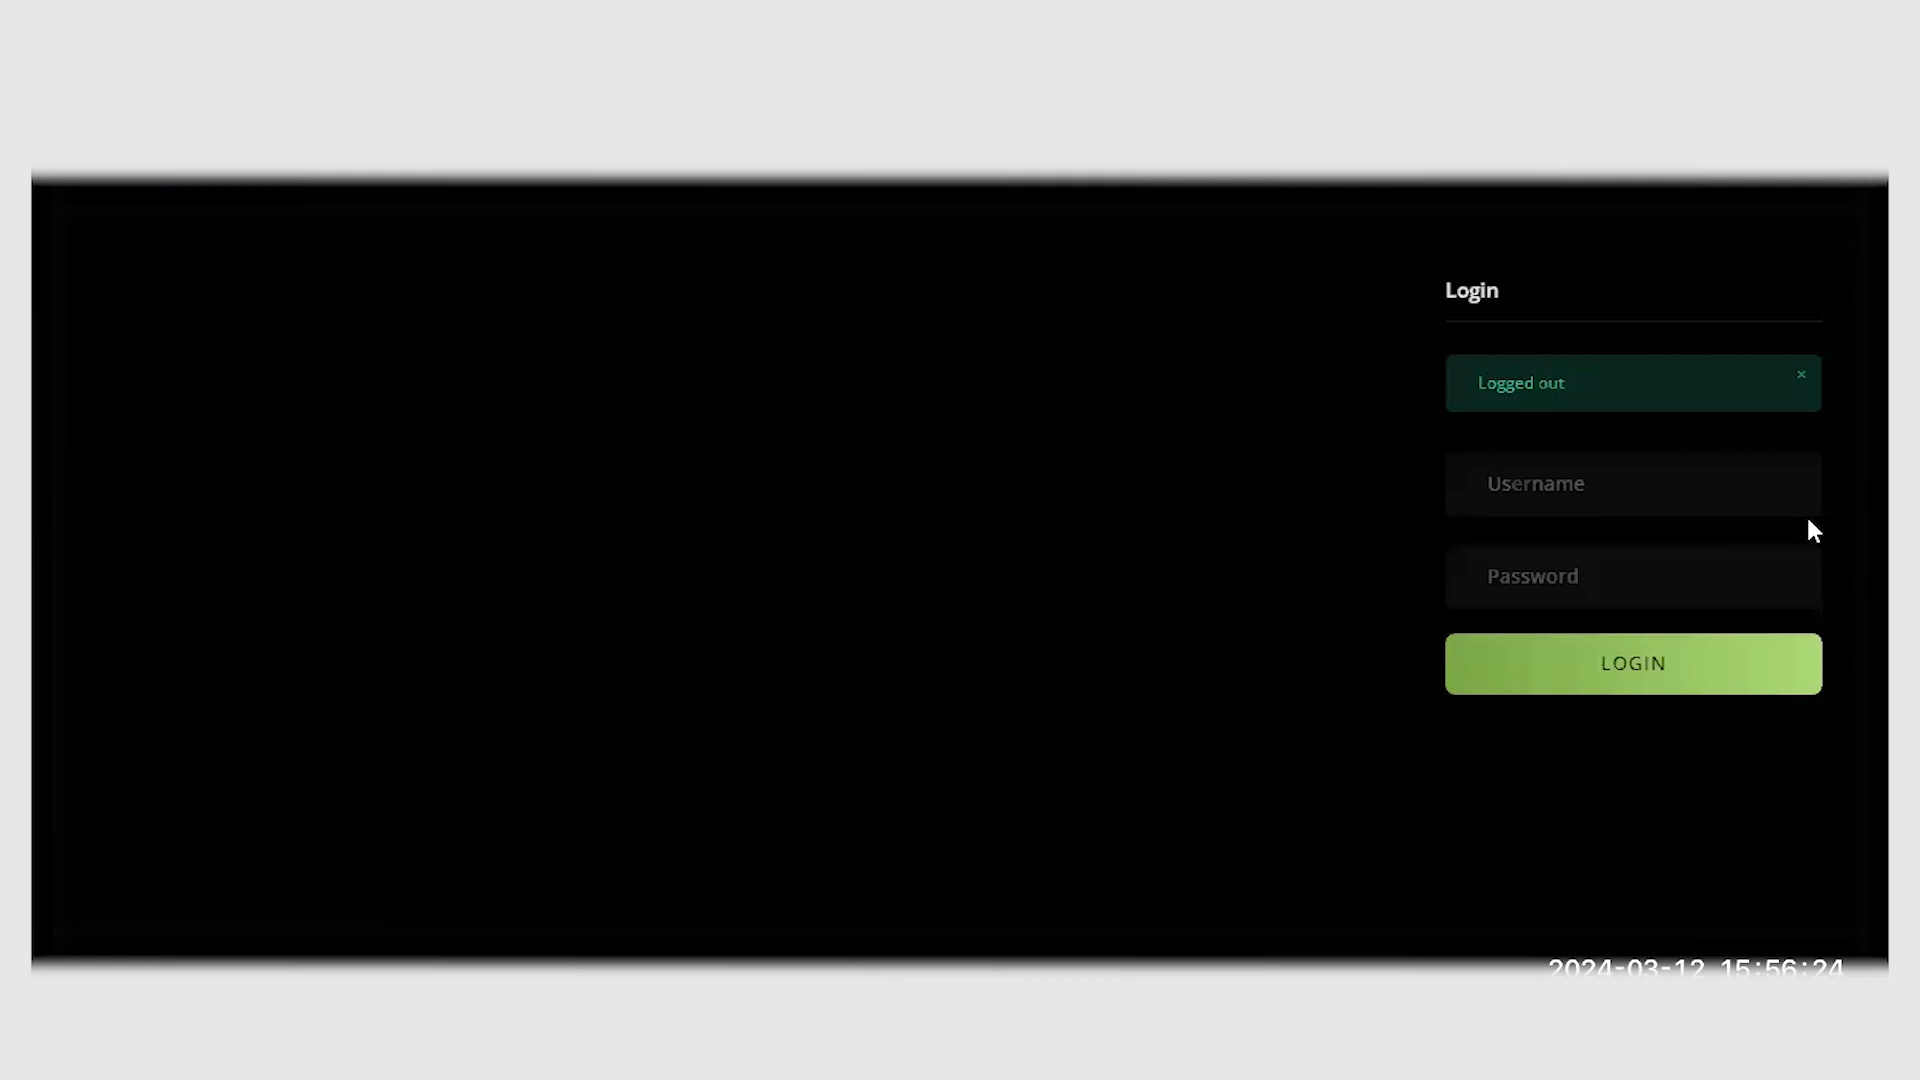 Login
Logged out
×
Username
Password
LOGIN
2024-03-12 15:56:24